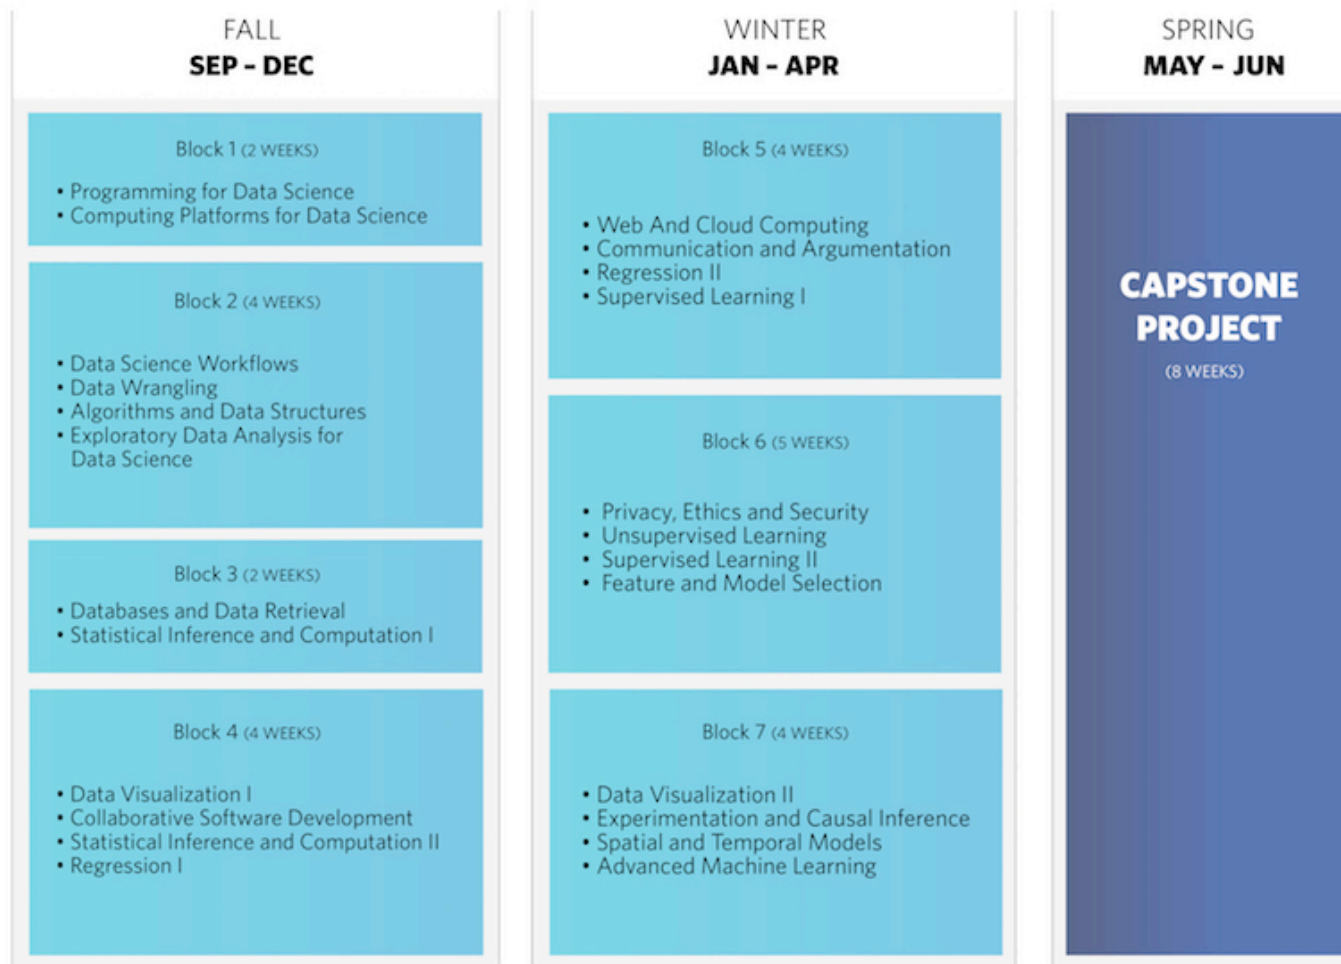 FALL
SEP – DEC
Block 1 (2 WEEKS)
• Programming for Data Science
• Computing Platforms for Data Science
Block 2 (4 WEEKS)
• Data Science Workflows
• Data Wrangling
• Algorithms and Data Structures
• Exploratory Data Analysis for
Data Science
Block 3 (2 WEEKS)
• Databases and Data Retrieval
• Statistical Inference and Computation I
Block 4 (4 WEEKS)
• Data Visualization I
• Collaborative Software Development
• Statistical Inference and Computation II
• Regression I
WINTER
JAN – APR
Block 5 (4 WEEKS)
• Web And Cloud Computing
• Communication and Argumentation
• Regression II
• Supervised Learning I
Block 6 (5 WEEKS)
• Privacy, Ethics and Security
• Unsupervised Learning
• Supervised Learning II
• Feature and Model Selection
Block 7 (4 WEEKS)
• Data Visualization II
• Experimentation and Causal Inference
• Spatial and Temporal Models
• Advanced Machine Learning
SPRING
MAY – JUN
CAPSTONE
PROJECT
(8 WEEKS)